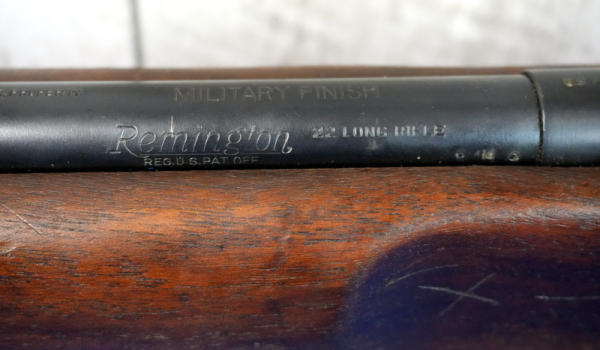 MILITARY FINISH
Remington
REG.U.S.PAT.OFF.
22 LONG RIFLE